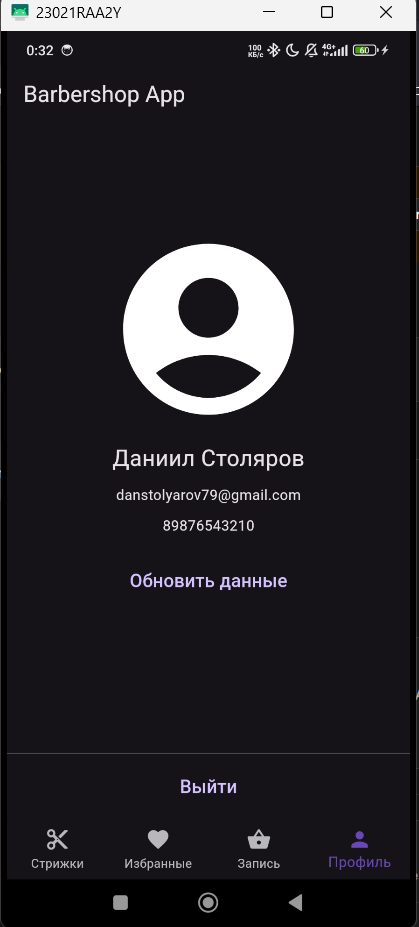 23021RAA2Y
0:32
100 КБ/с 4G+ 60
Barbershop App
Даниил Столяров
danstolyarov79@gmail.com
89876543210
Обновить данные
Выйти
Стрижки Избранные Запись Профиль